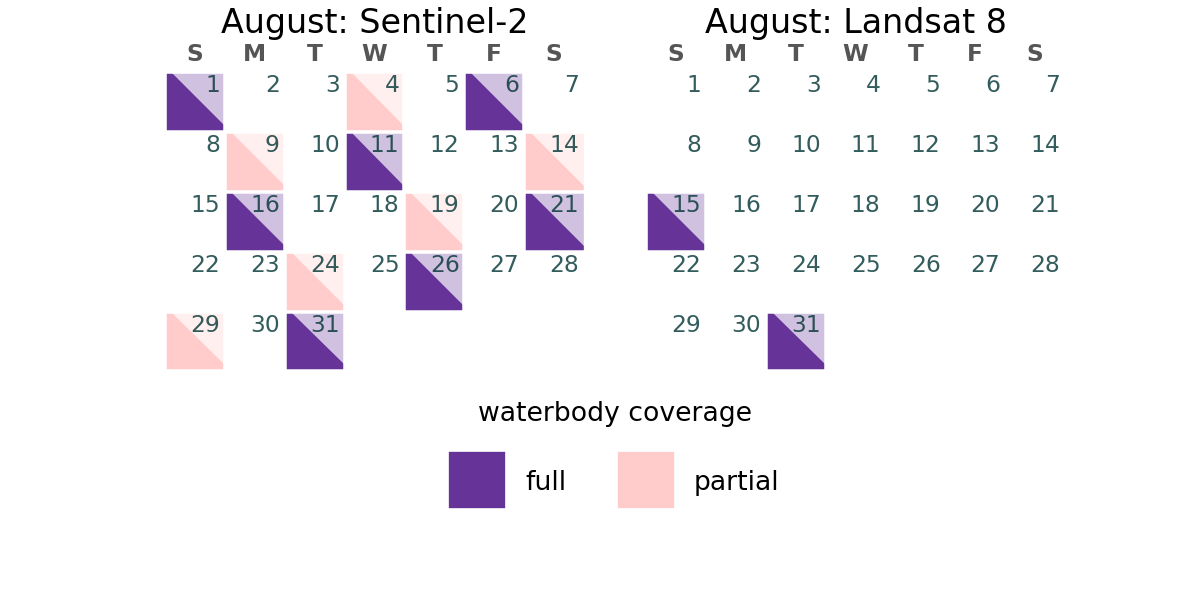 August: Sentinel-2
S M T W T F S
1 2 3 4 5 6 7
8 9 10 11 12 13 14
15 16 17 18 19 20 21
22 23 24 25 26 27 28
29 30 31
August: Landsat 8
S M T W T F S
1 2 3 4 5 6 7
8 9 10 11 12 13 14
15 16 17 18 19 20 21
22 23 24 25 26 27 28
29 30 31
waterbody coverage
full partial